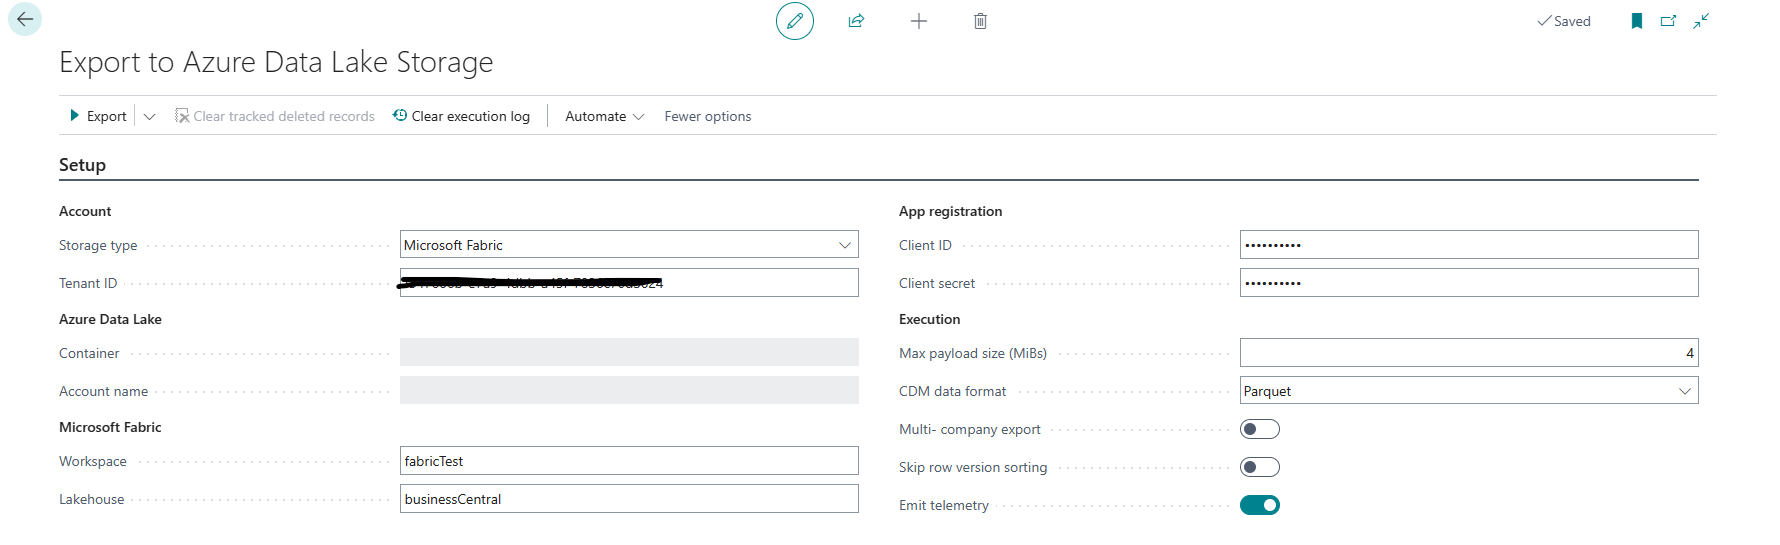 Saved
Export to Azure Data Lake Storage
Export Clear tracked deleted records Clear execution log Automate Fewer options
Setup
Account
Storage type Microsoft Fabric
Tenant ID
Azure Data Lake
Container
Account name
Microsoft Fabric
Workspace fabricTest
Lakehouse businessCentral
App registration
Client ID ••••••••••
Client secret ••••••••••
Execution
Max payload size (MiBs) 4
CDM data format Parquet
Multi- company export
Skip row version sorting
Emit telemetry